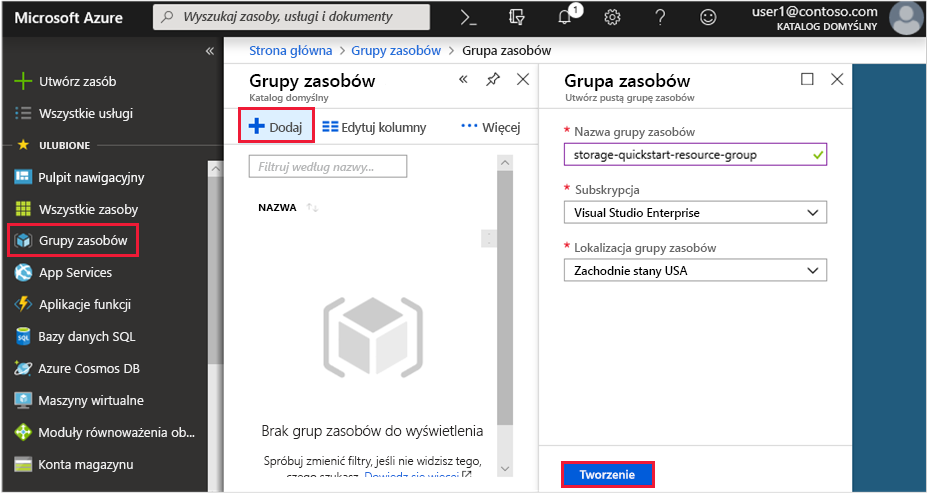 Microsoft Azure
Wyszukaj zasoby, usługi i dokumenty
1
user1@contoso.com
KATALOG DOMYŚLNY
Utwórz zasób
Wszystkie usługi
ULUBIONE
Pulpit nawigacyjny
Wszystkie zasoby
Grupy zasobów
App Services
Aplikacje funkcji
Bazy danych SQL
Azure Cosmos DB
Maszyny wirtualne
Moduły równoważenia ob...
Konta magazynu
Strona główna > Grupy zasobów > Grupa zasobów
Grupy zasobów
Katalog domyślny
Dodaj
Edytuj kolumny
Więcej
Filtruj według nazwy...
NAZWA
Brak grup zasobów do wyświetlenia
Spróbuj zmienić filtry, jeśli nie widzisz tego,
czego szukasz. Dowiedz się więcej
Grupa zasobów
Utwórz pustą grupę zasobów
* Nazwa grupy zasobów
storage-quickstart-resource-group
* Subskrypcja
Visual Studio Enterprise
* Lokalizacja grupy zasobów
Zachodnie stany USA
Tworzenie